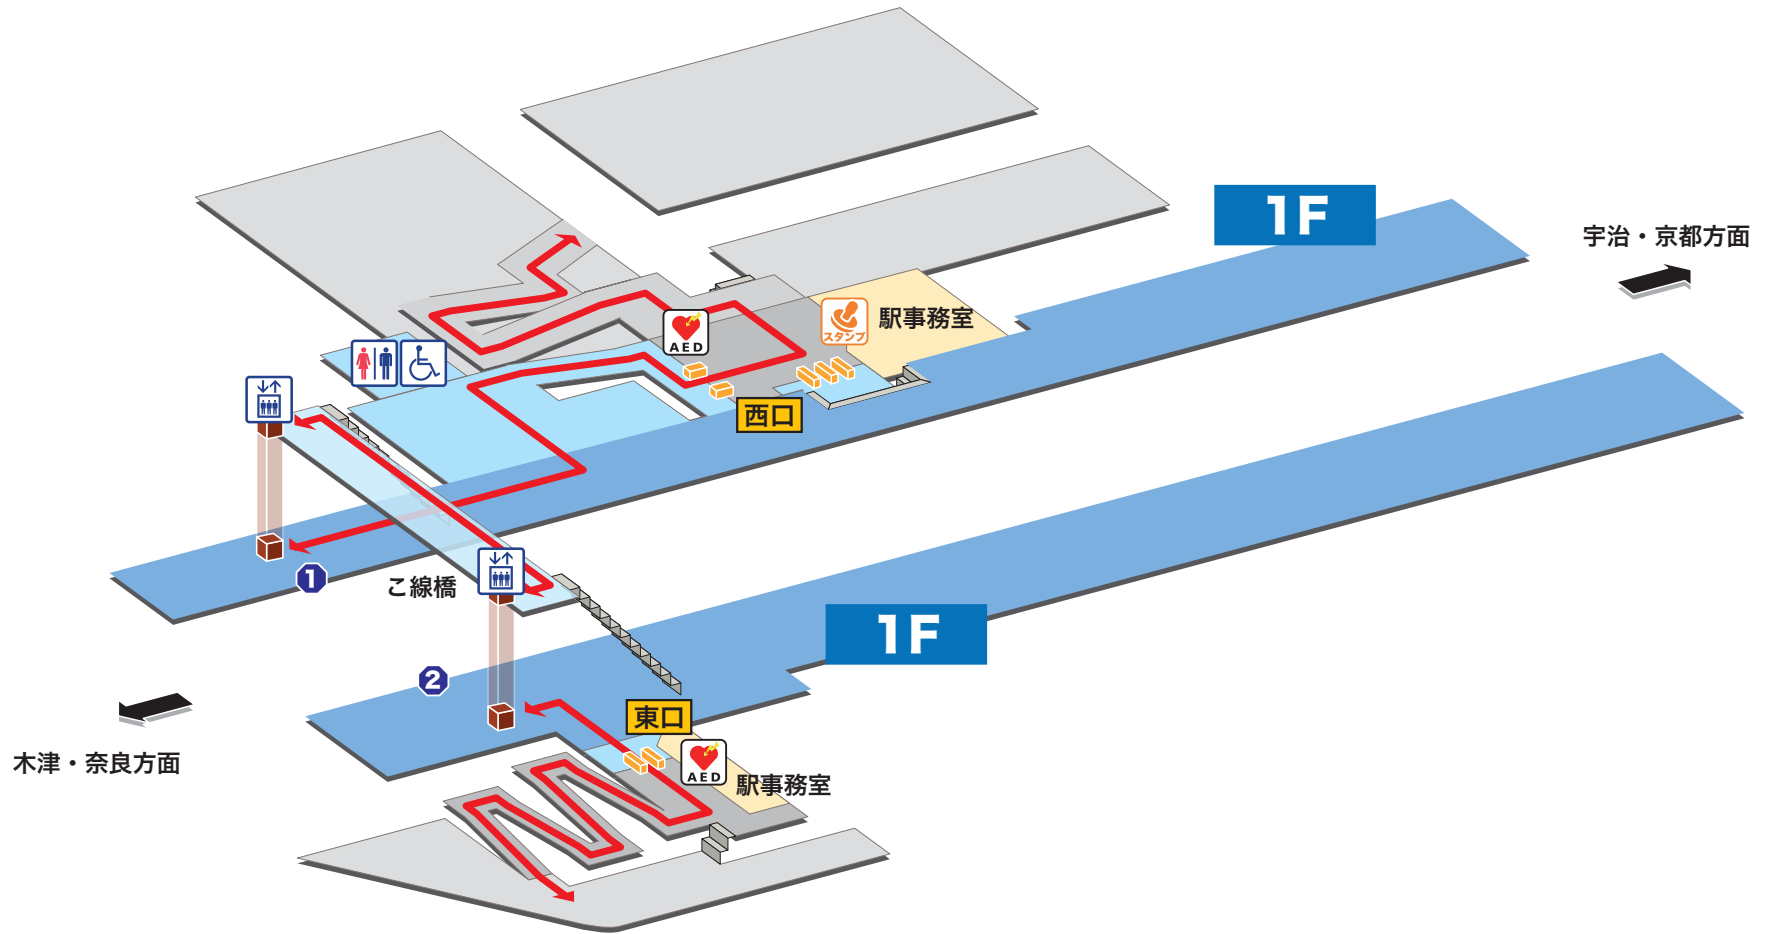 1F
宇治・京都方面
スタンプ
駅事務室
AED
西口
1
こ線橋
1F
2
東口
AED
駅事務室
木津・奈良方面